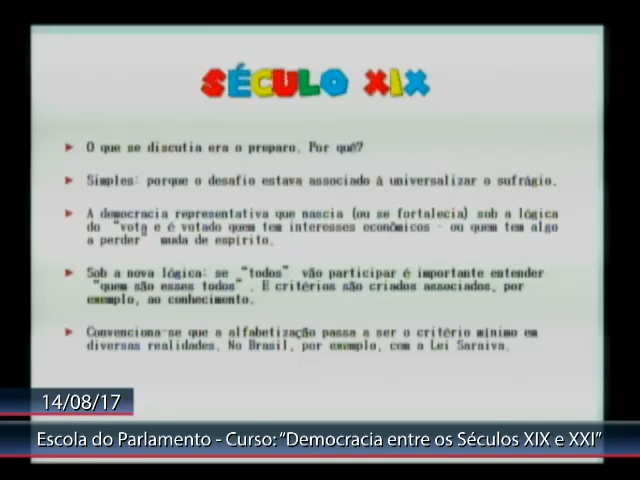 SÉCULO XIX
O que se discutia era o preparo. Por quê?
Simples: porque o desafio estava associado à universalizar o sufrágio.
A democracia representativa que nascia (ou se fortalecia) sob a lógica
do “vota e é votado quem tem interesses econômicos - ou quem tem algo
a perder” muda de espírito.
Sob a nova lógica: se “todos” vão participar é importante entender
“quem são esses todos”. E critérios são criados associados, por
exemplo, ao conhecimento.
Convenciona-se que a alfabetização passa a ser o critério mínimo em
diversas realidades. No Brasil, por exemplo, com a Lei Saraiva.
14/08/17
Escola do Parlamento - Curso: “Democracia entre os Séculos XIX e XXI”